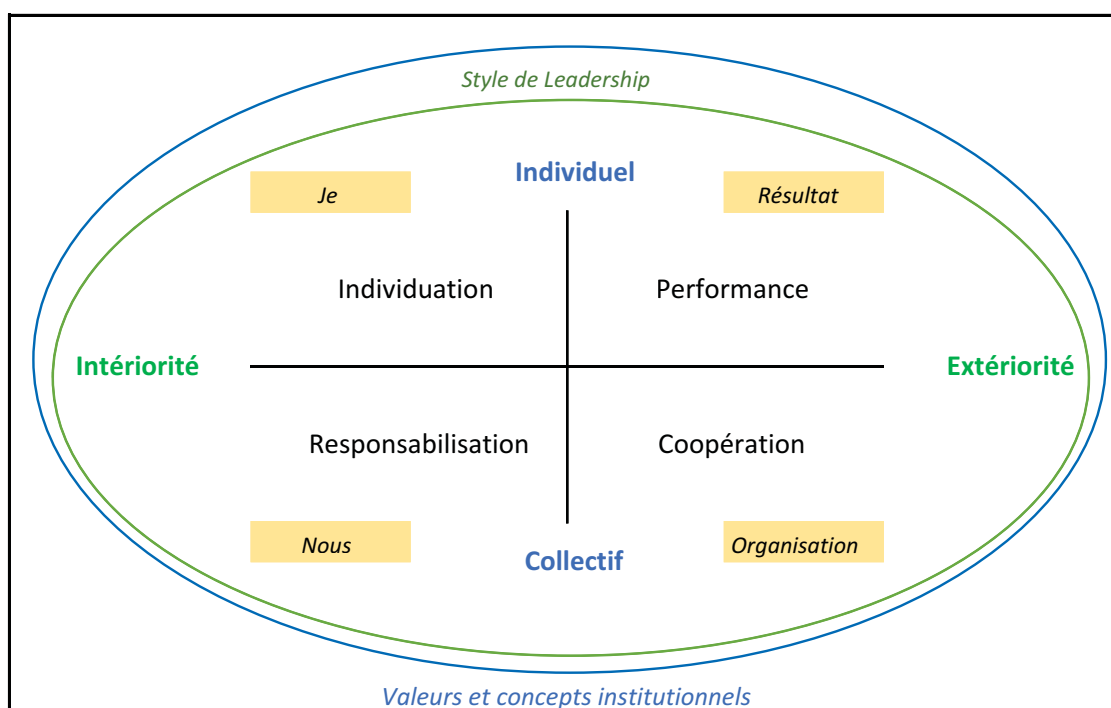 Style de Leadership
Individuel
Je
Résultat
Individuation
Performance
Intériorité
Extériorité
Responsabilisation
Coopération
Nous
Organisation
Collectif
Valeurs et concepts institutionnels